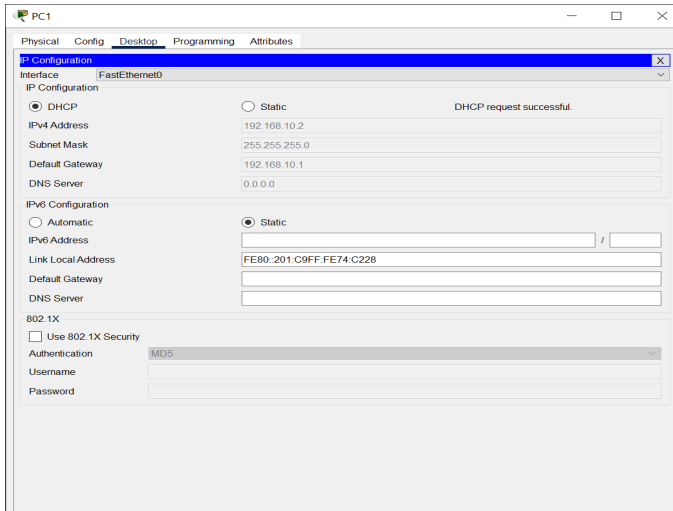 PC1
Physical Config Desktop Programming Attributes
IP Configuration X
Interface FastEthernet0
IP Configuration
DHCP Static DHCP request successful.
IPv4 Address 192.168.10.2
Subnet Mask 255.255.255.0
Default Gateway 192.168.10.1
DNS Server 0.0.0.0
IPv6 Configuration
Automatic Static
IPv6 Address /
Link Local Address FE80::201:C9FF:FE74:C228
Default Gateway
DNS Server
802.1X
Use 802.1X Security
Authentication MD5
Username
Password